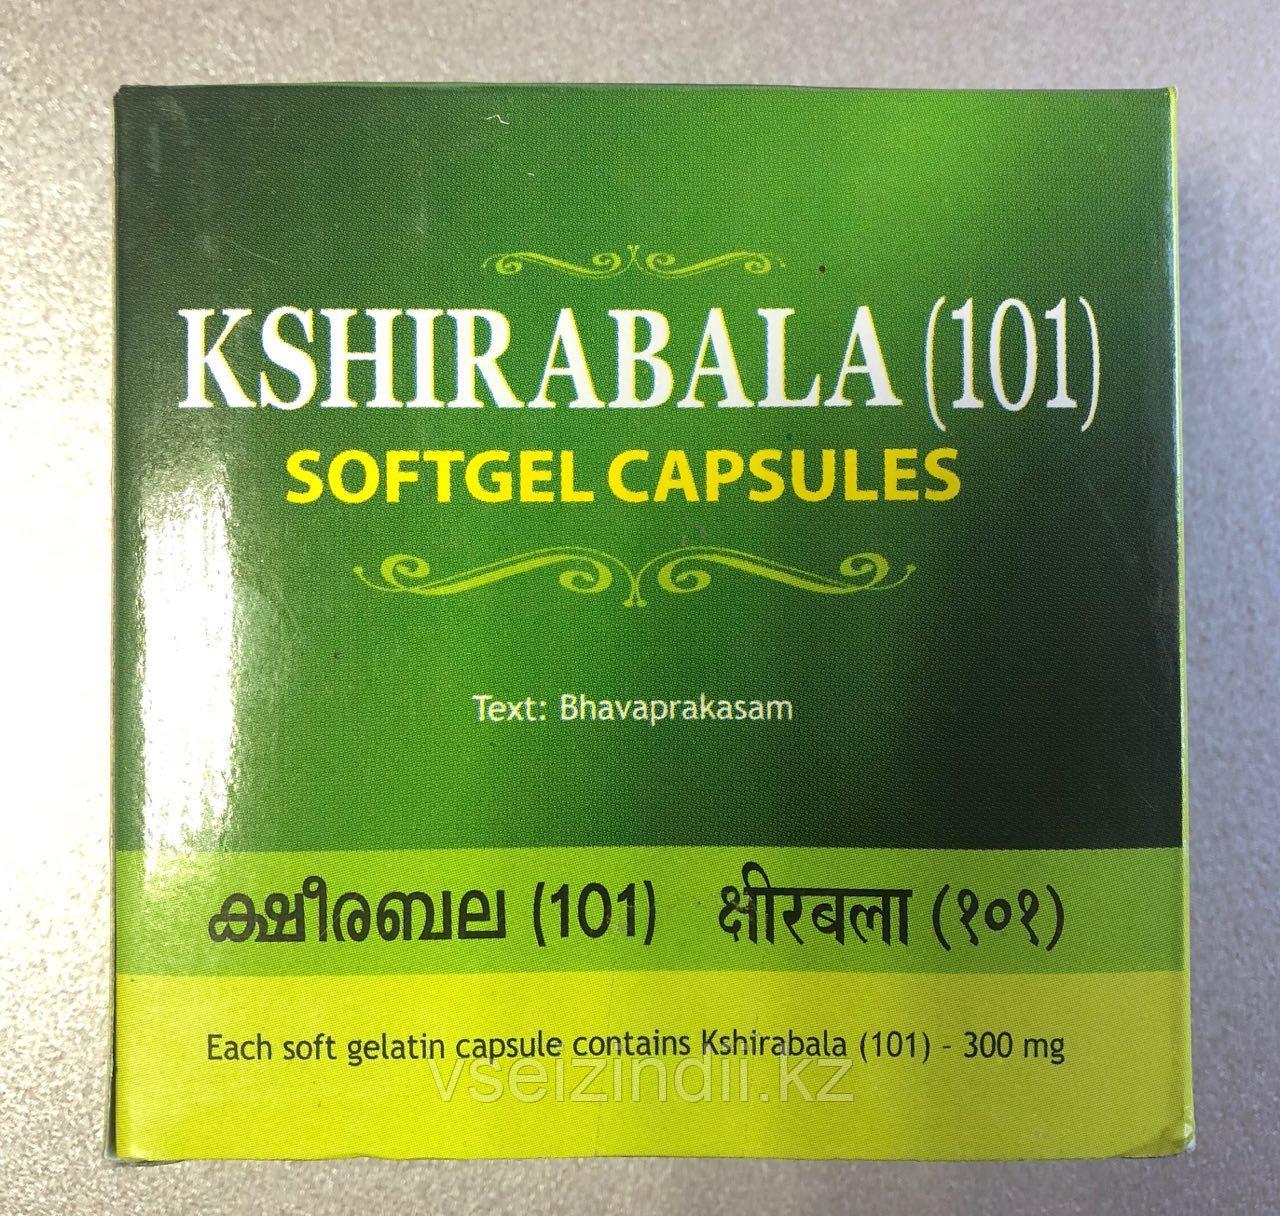 KSHIRABALA (101)
SOFTGEL CAPSULES
Text: Bhavaprakasam
ക്ഷീരബല (101) क्षीरबला (१०१)
Each soft gelatin capsule contains Kshirabala (101) - 300 mg
vseizindii.kz